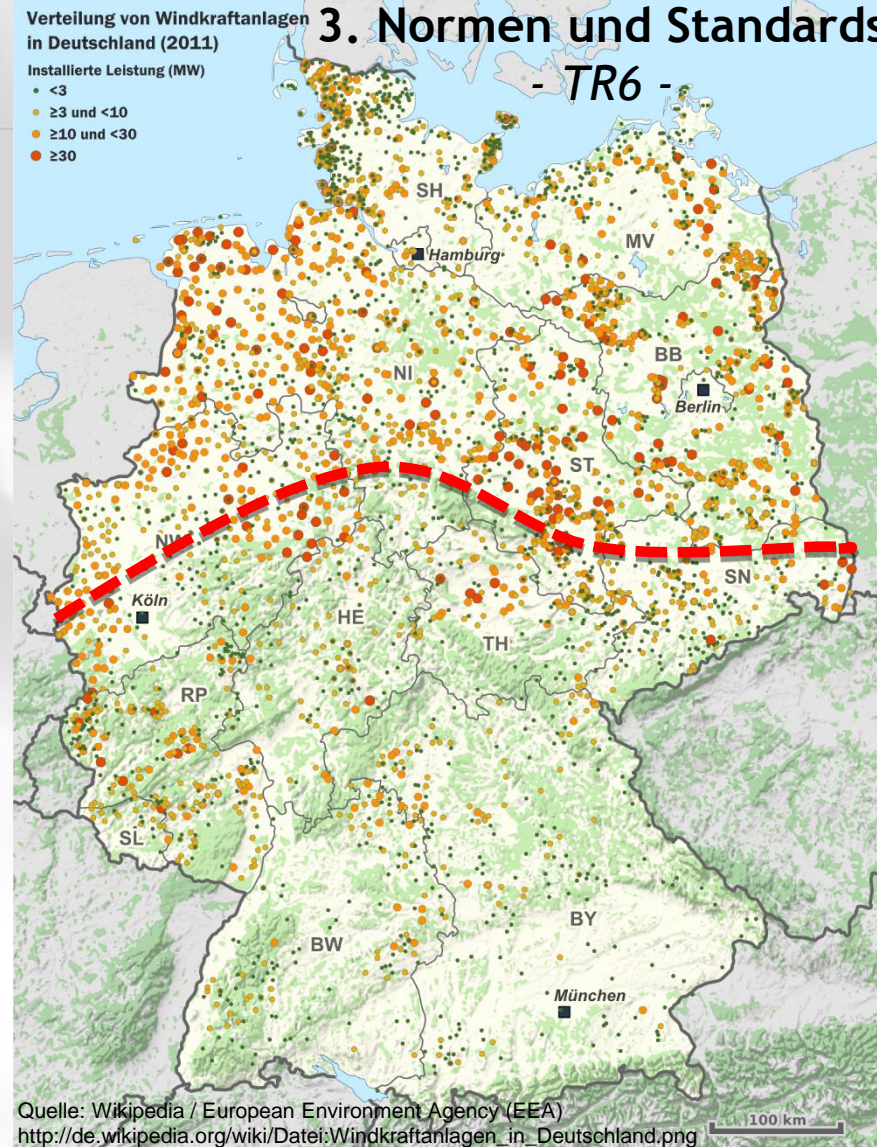 Verteilung von Windkraftanlagen
in Deutschland (2011)
3. Normen und Standards
- TR6 -
Installierte Leistung (MW)
<3
≥3 und <10
≥10 und <30
≥30
SH
Hamburg
MV
NI
BB
Berlin
ST
NW
Köln
HE
TH
SN
RP
SL
BW
BY
München
Quelle: Wikipedia / European Environment Agency (EEA)
http://de.wikipedia.org/wiki/Datei:Windkraftanlagen_in_Deutschland.png
100 km